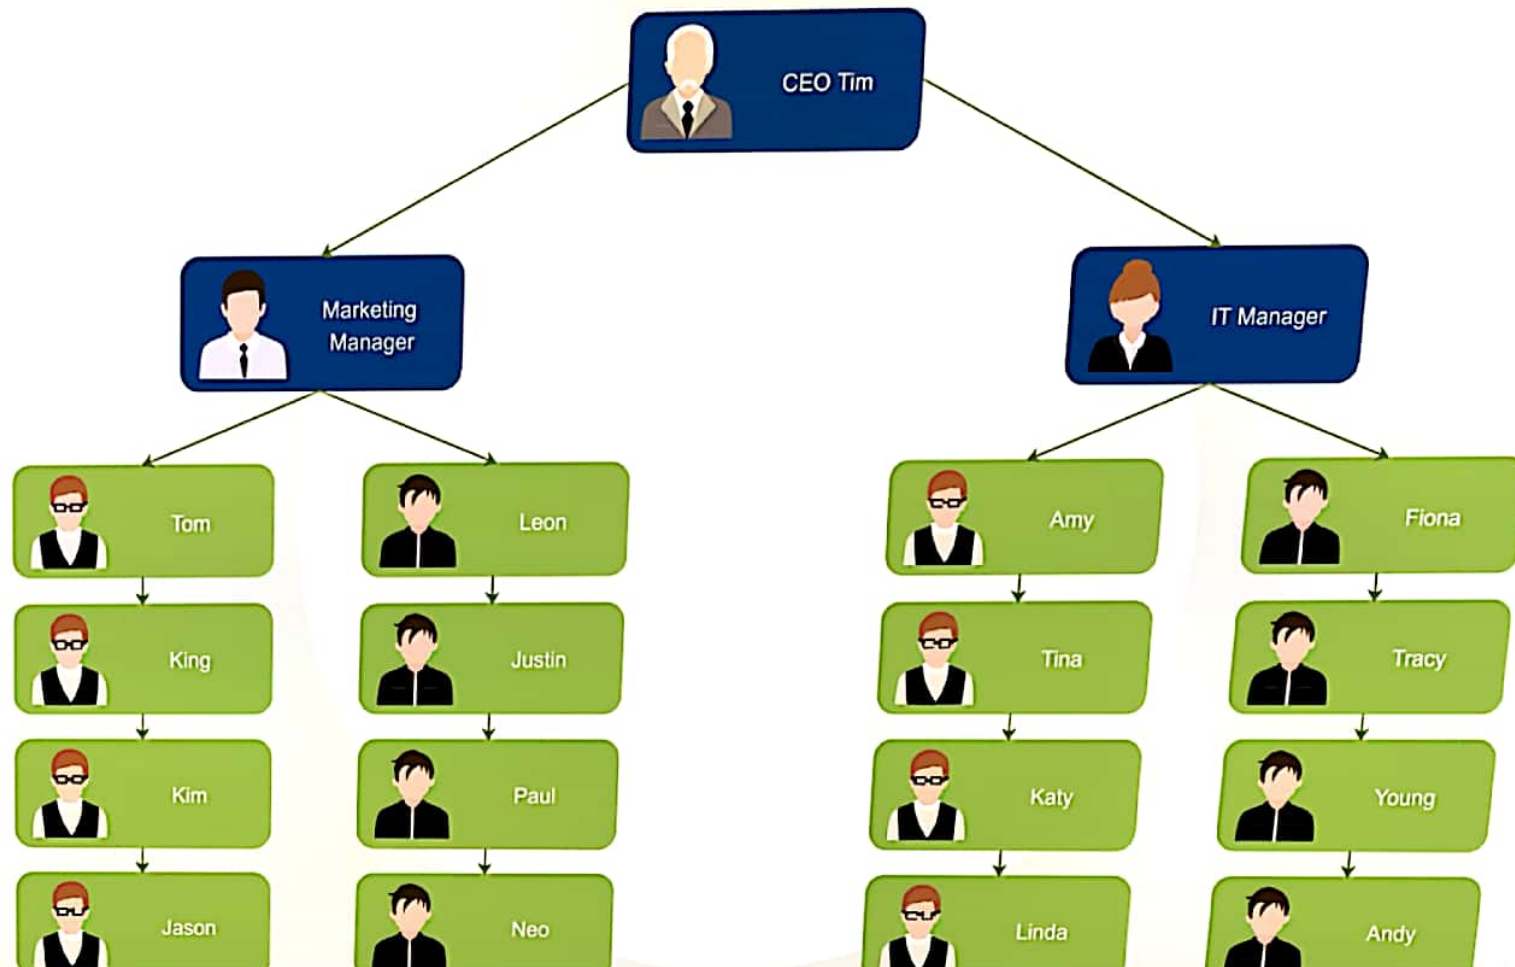 CEO Tim
Marketing
Manager
IT Manager
Tom
Leon
Amy
Fiona
King
Justin
Tina
Tracy
Kim
Paul
Katy
Young
Jason
Neo
Linda
Andy